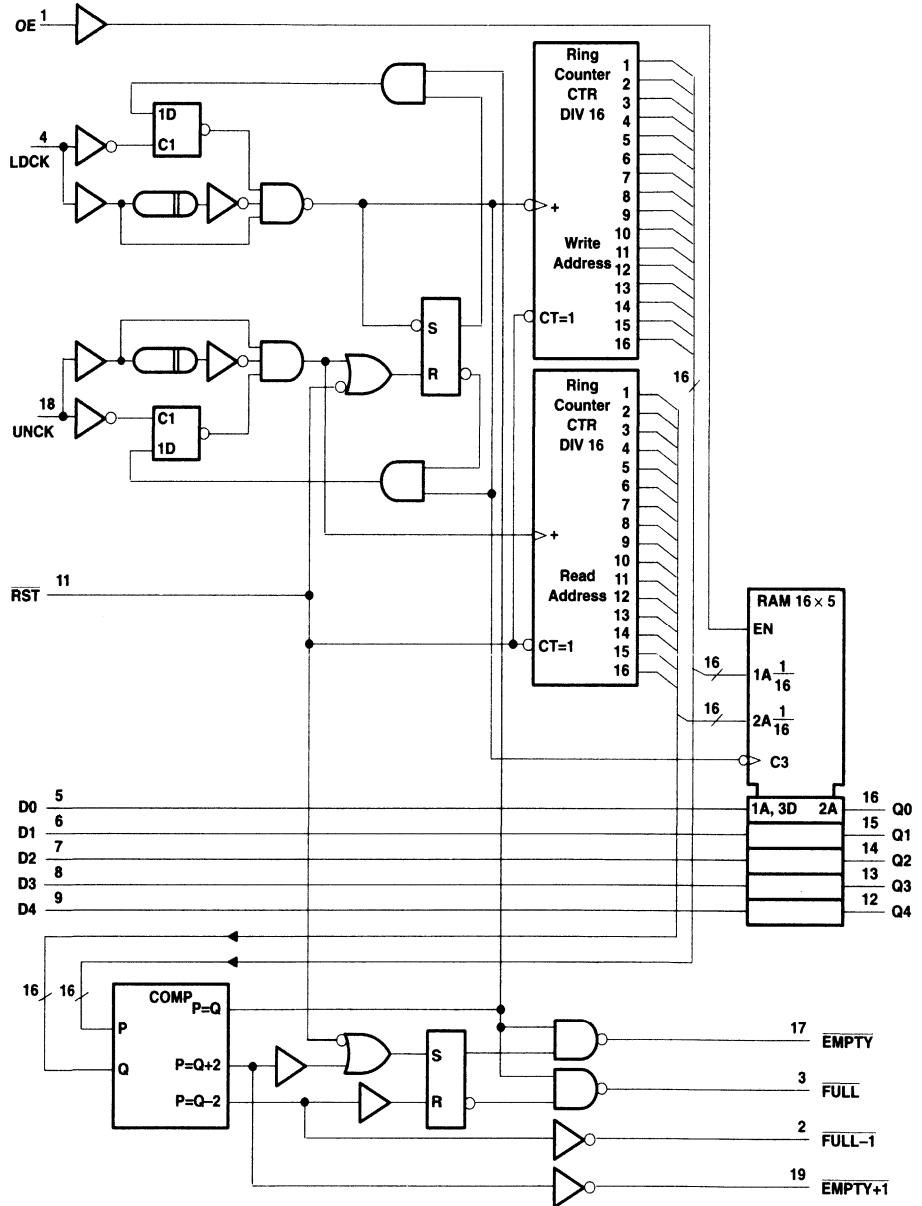 1
OE
Ring
Counter
CTR
DIV 16
1
2
3
4
5
6
7
8
9
10
11
12
13
14
15
16
Write
Address
CT=1
+
1D
C1
4
LDCK
S
R
18
UNCK
C1
1D
16
Ring
Counter
CTR
DIV 16
1
2
3
4
5
6
7
8
9
10
11
12
13
14
15
16
+
Read
Address
CT=1
11
RST
RAM 16 × 5
EN
16
1A 1/16
16
2A 1/16
C3
5
D0
1A, 3D 2A
16
Q0
6
D1
15
Q1
7
D2
14
Q2
8
D3
13
Q3
9
D4
12
Q4
16
16
COMP
P=Q
P
Q
P=Q+2
P=Q–2
S
R
17
EMPTY
3
FULL
2
FULL–1
19
EMPTY+1